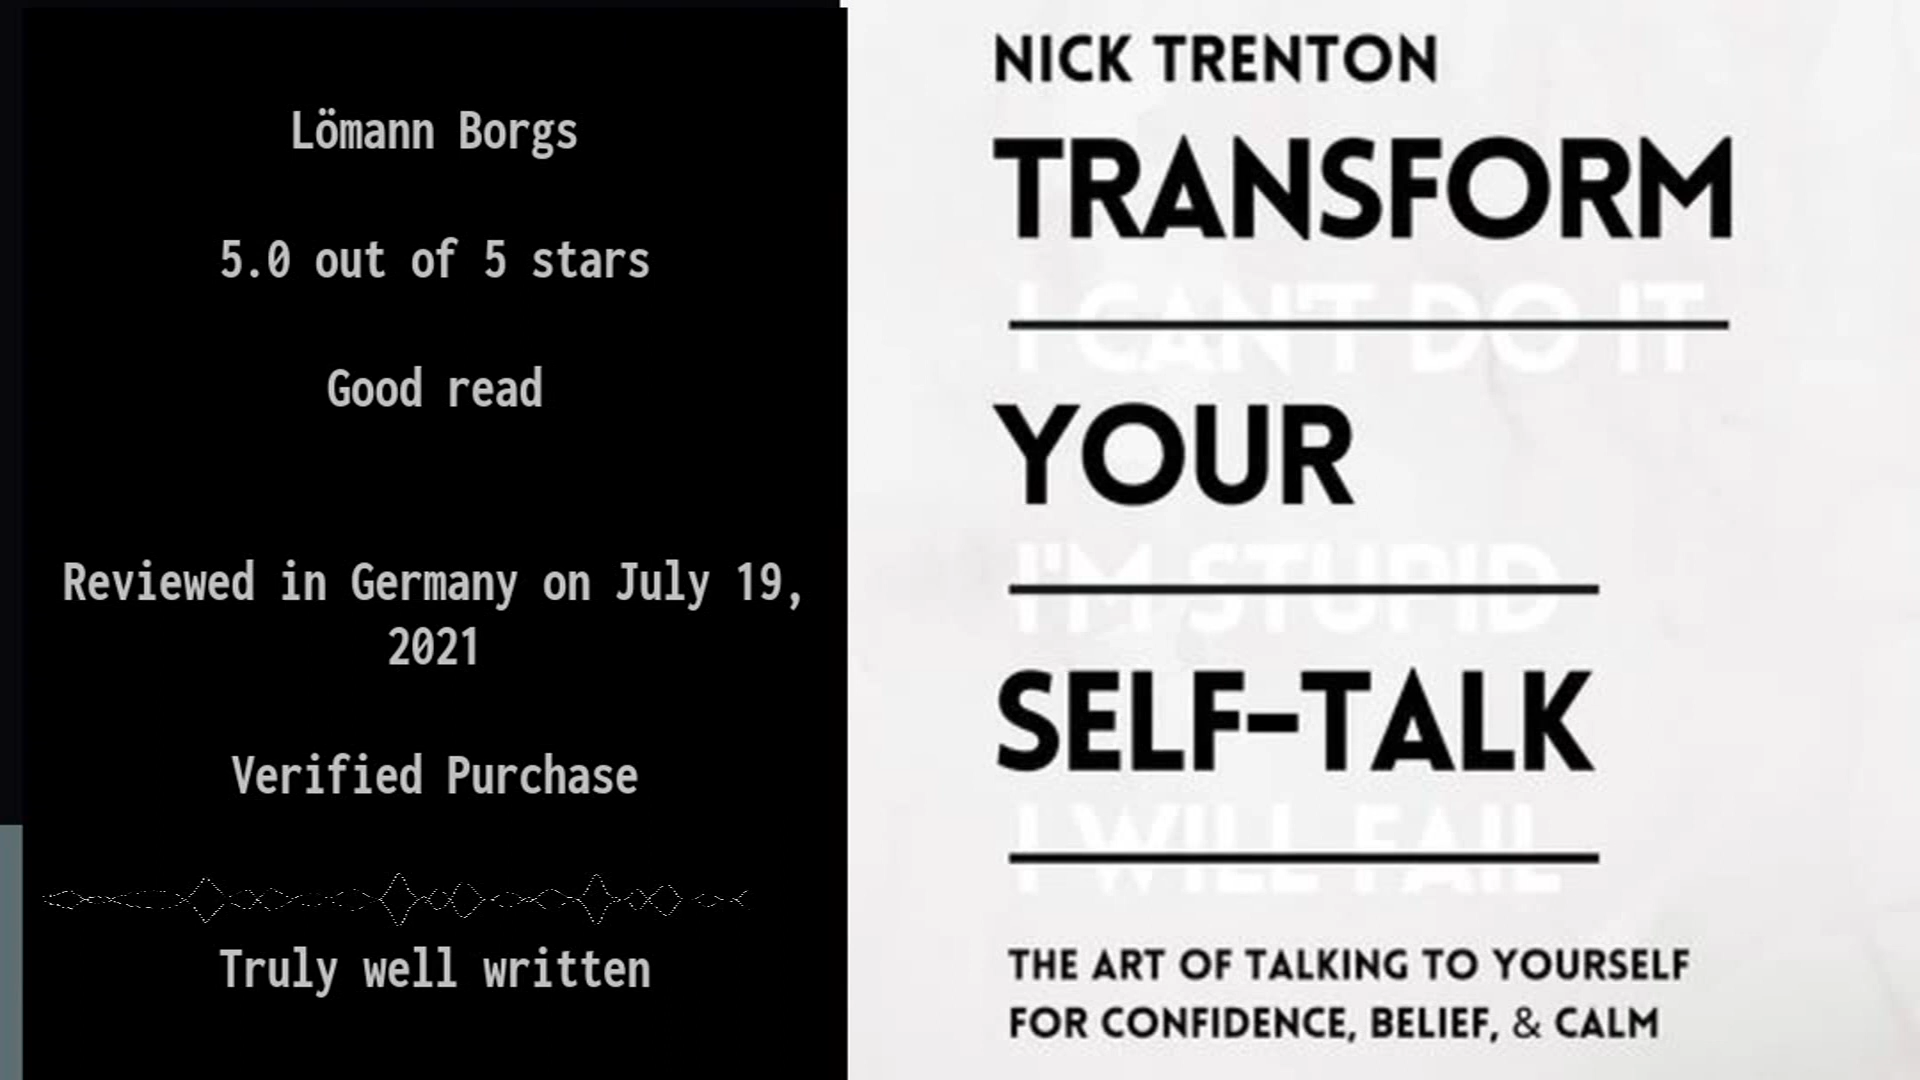 Lömann Borgs
5.0 out of 5 stars
Good read
Reviewed in Germany on July 19,
2021
Verified Purchase
Truly well written
NICK TRENTON
TRANSFORM
I CAN'T DO IT
YOUR
I'M STUPID
SELF-TALK
I WILL FAIL
THE ART OF TALKING TO YOURSELF
FOR CONFIDENCE, BELIEF, & CALM